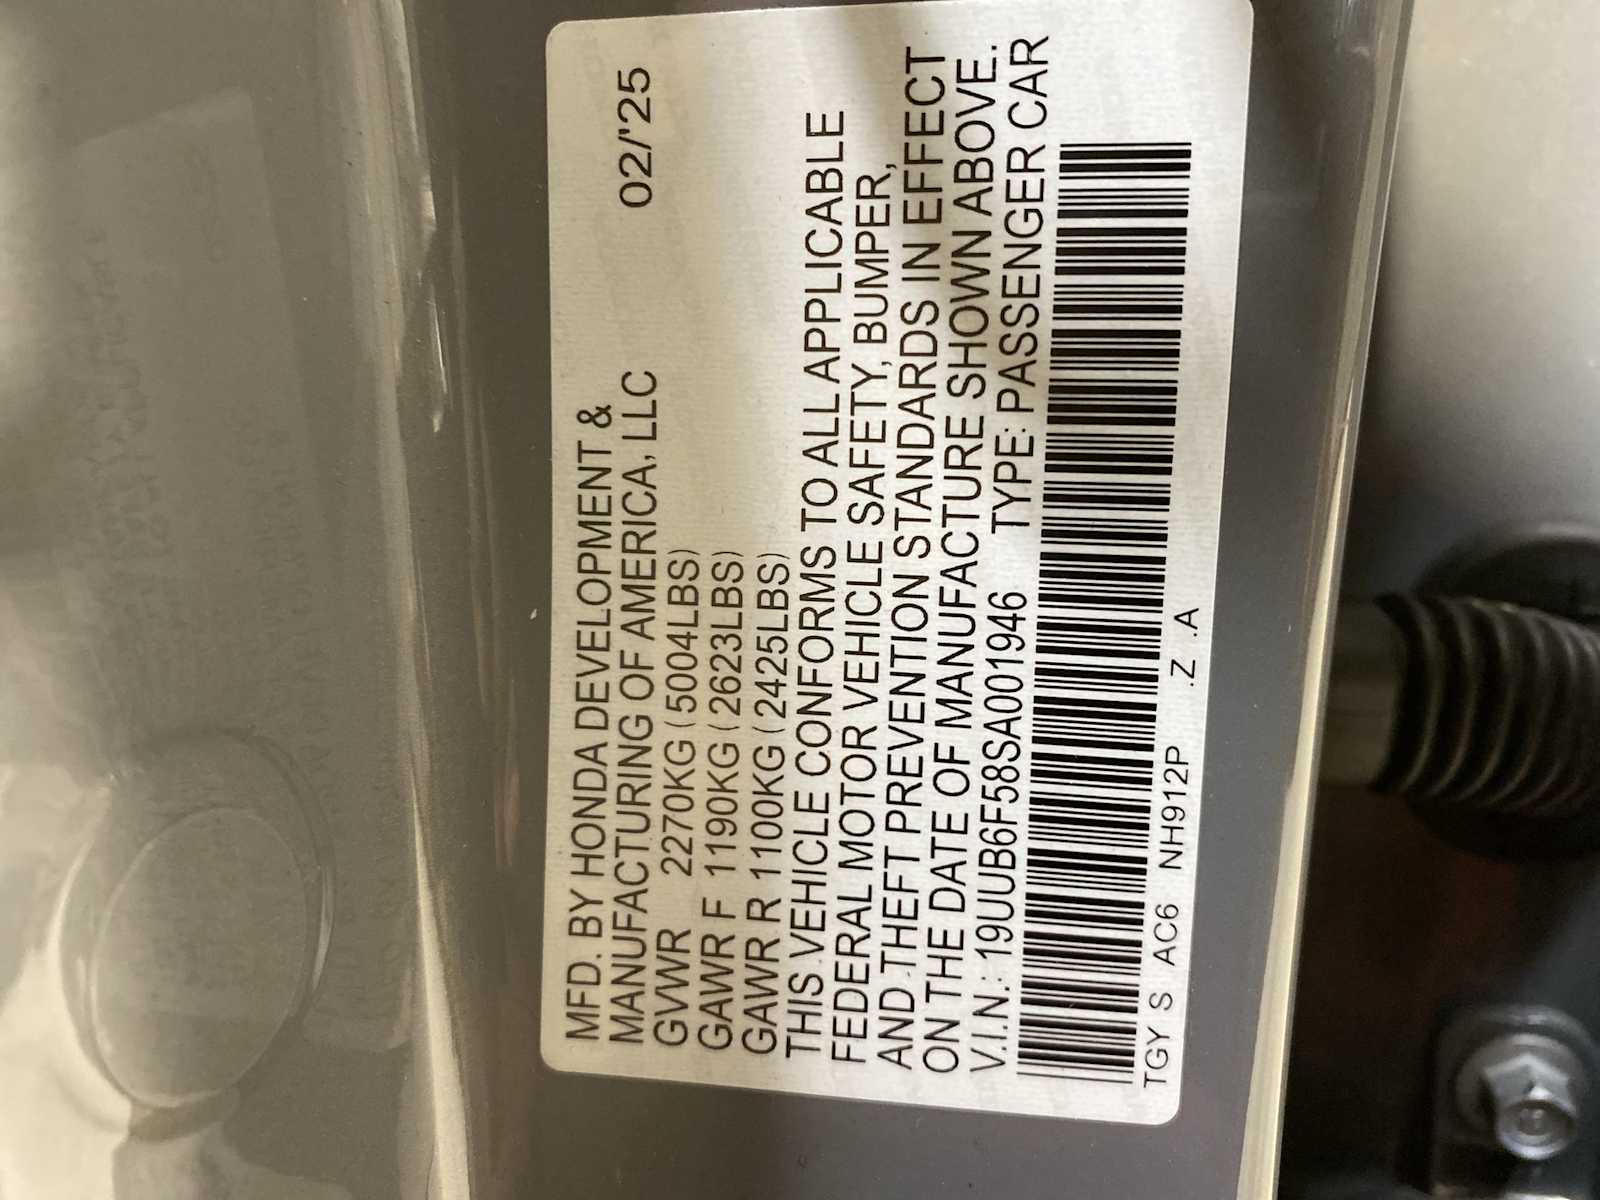 MFD. BY HONDA DEVELOPMENT &
MANUFACTURING OF AMERICA, LLC 02/'25
GVWR 2270KG (5004LBS)
GAWR F 1190KG (2623LBS)
GAWR R 1100KG (2425LBS)
THIS VEHICLE CONFORMS TO ALL APPLICABLE
FEDERAL MOTOR VEHICLE SAFETY, BUMPER,
AND THEFT PREVENTION STANDARDS IN EFFECT
ON THE DATE OF MANUFACTURE SHOWN ABOVE.
V.I.N.: 19UUB6F58SA001946 TYPE: PASSENGER CAR
TGY S AC6 NH912P .Z .A